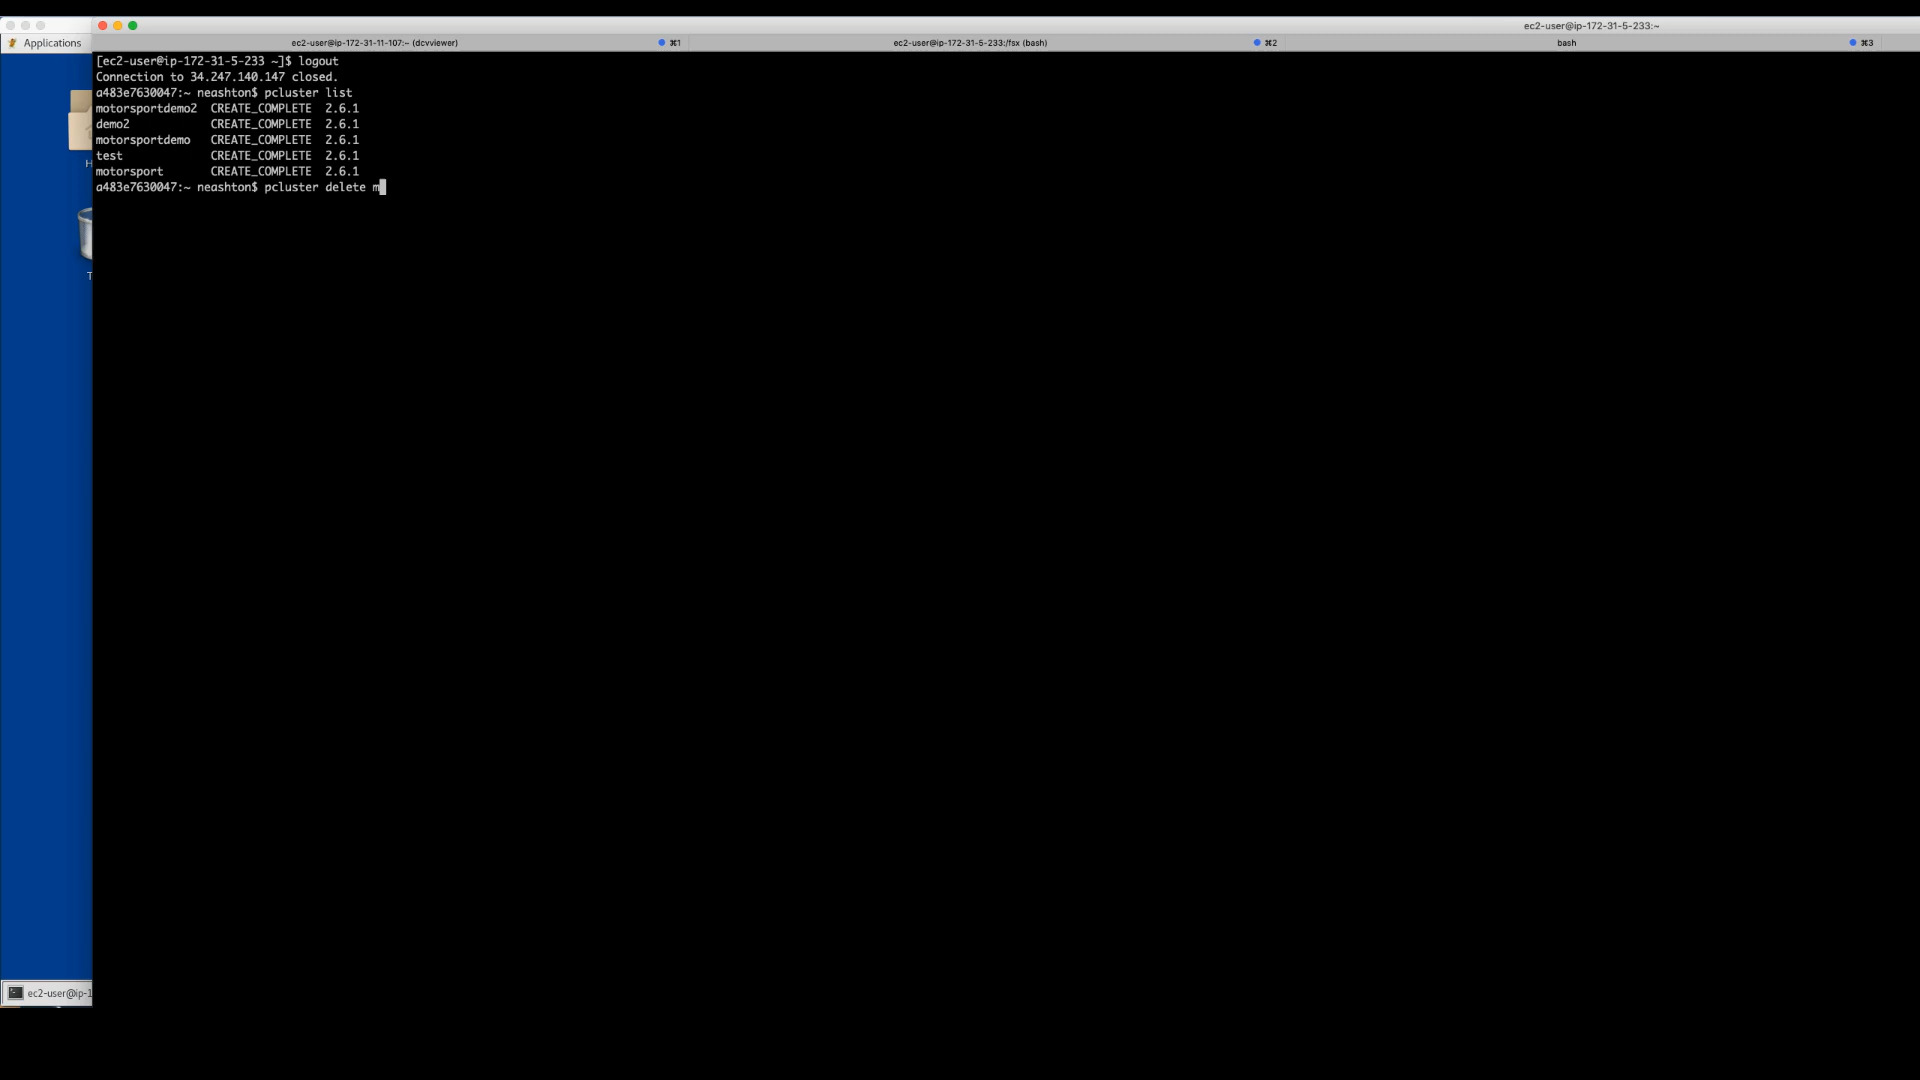 ec2-user@ip-172-31-5-233:~
Applications
ec2-user@ip-172-31-11-107:~ (dcvviewer) ⌘1 ec2-user@ip-172-31-5-233:/fsx (bash) ⌘2 bash ⌘3
[ec2-user@ip-172-31-5-233 ~]$ logout
Connection to 34.247.140.147 closed.
a483e7630047:~ neashton$ pcluster list
motorsportdemo2 CREATE_COMPLETE 2.6.1
demo2 CREATE_COMPLETE 2.6.1
motorsportdemo CREATE_COMPLETE 2.6.1
test CREATE_COMPLETE 2.6.1
motorsport CREATE_COMPLETE 2.6.1
a483e7630047:~ neashton$ pcluster delete m
H
T
ec2-user@ip-1